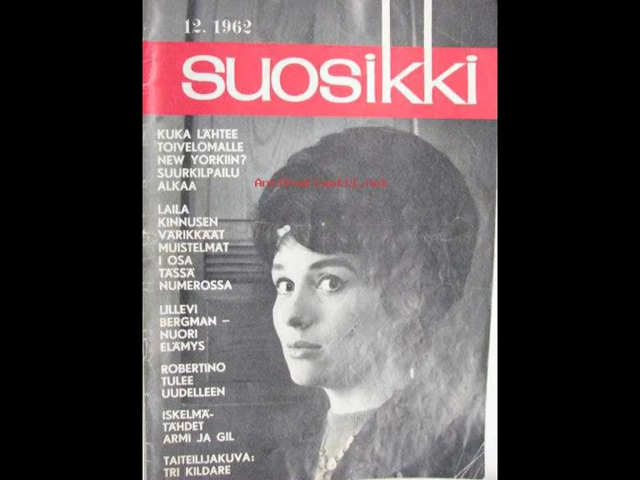 12. 1962
suosikki
KUKA LÄHTEE
TOIVELOMALLE
NEW YORKIIN?
SUURKILPAILU
ALKAA
LAILA
KINNUSEN
VÄRIKKÄÄT
MUISTELMAT
I OSA
TÄSSÄ
NUMEROSSA
LILLEVI
BERGMAN –
NUORI
ELÄMYS
ROBERTINO
TULEE
UUDELLEEN
ISKELMÄ-
TÄHDET
ARMI JA GIL
TAITEILIJAKUVA:
TRI KILDARE